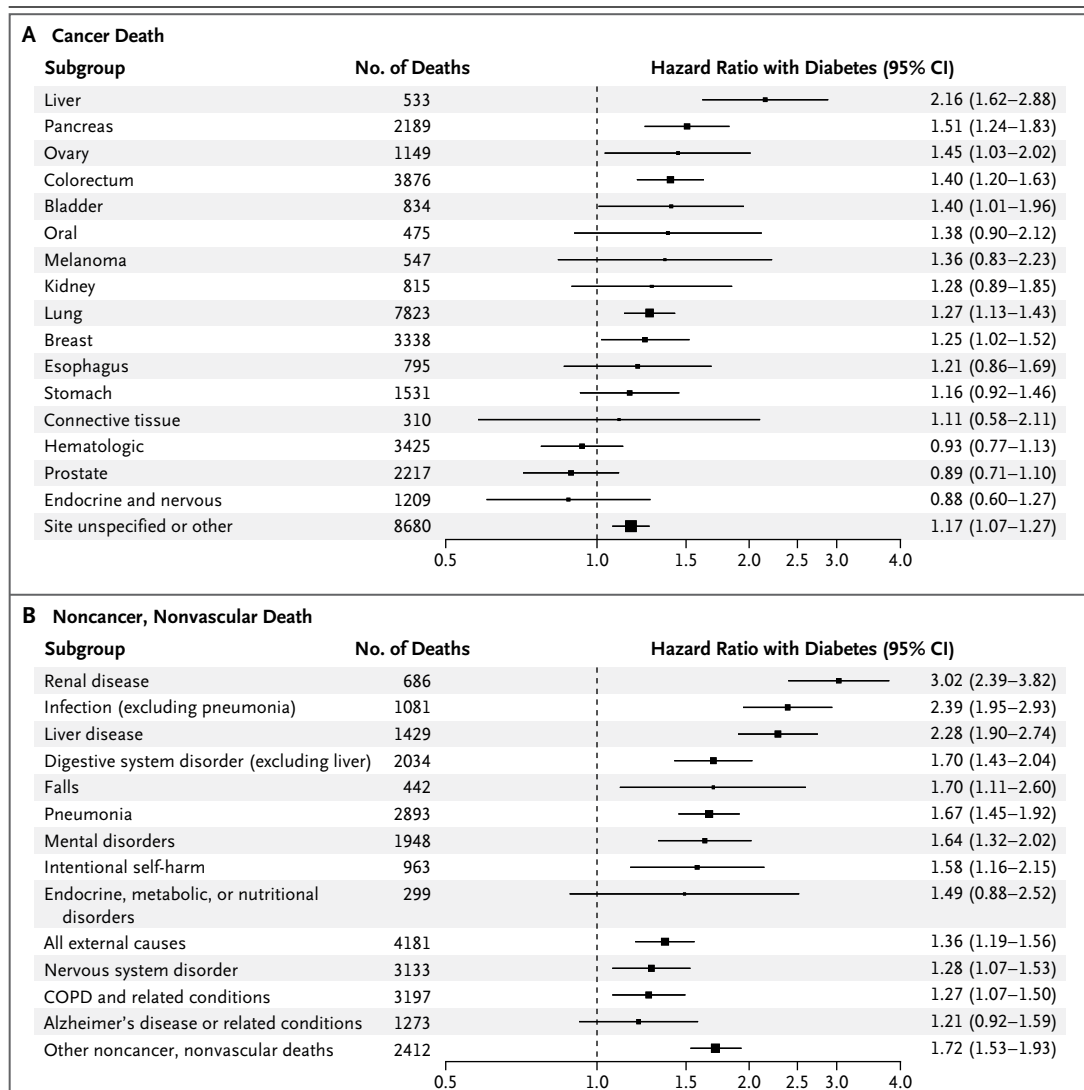 A Cancer Death
Subgroup No. of Deaths Hazard Ratio with Diabetes (95% CI)
Liver 533 2.16 (1.62–2.88)
Pancreas 2189 1.51 (1.24–1.83)
Ovary 1149 1.45 (1.03–2.02)
Colorectum 3876 1.40 (1.20–1.63)
Bladder 834 1.40 (1.01–1.96)
Oral 475 1.38 (0.90–2.12)
Melanoma 547 1.36 (0.83–2.23)
Kidney 815 1.28 (0.89–1.85)
Lung 7823 1.27 (1.13–1.43)
Breast 3338 1.25 (1.02–1.52)
Esophagus 795 1.21 (0.86–1.69)
Stomach 1531 1.16 (0.92–1.46)
Connective tissue 310 1.11 (0.58–2.11)
Hematologic 3425 0.93 (0.77–1.13)
Prostate 2217 0.89 (0.71–1.10)
Endocrine and nervous 1209 0.88 (0.60–1.27)
Site unspecified or other 8680 1.17 (1.07–1.27)
0.5 1.0 1.5 2.0 2.5 3.0 4.0
B Noncancer, Nonvascular Death
Subgroup No. of Deaths Hazard Ratio with Diabetes (95% CI)
Renal disease 686 3.02 (2.39–3.82)
Infection (excluding pneumonia) 1081 2.39 (1.95–2.93)
Liver disease 1429 2.28 (1.90–2.74)
Digestive system disorder (excluding liver) 2034 1.70 (1.43–2.04)
Falls 442 1.70 (1.11–2.60)
Pneumonia 2893 1.67 (1.45–1.92)
Mental disorders 1948 1.64 (1.32–2.02)
Intentional self-harm 963 1.58 (1.16–2.15)
Endocrine, metabolic, or nutritional 299 1.49 (0.88–2.52)
disorders
All external causes 4181 1.36 (1.19–1.56)
Nervous system disorder 3133 1.28 (1.07–1.53)
COPD and related conditions 3197 1.27 (1.07–1.50)
Alzheimer's disease or related conditions 1273 1.21 (0.92–1.59)
Other noncancer, nonvascular deaths 2412 1.72 (1.53–1.93)
0.5 1.0 1.5 2.0 2.5 3.0 4.0